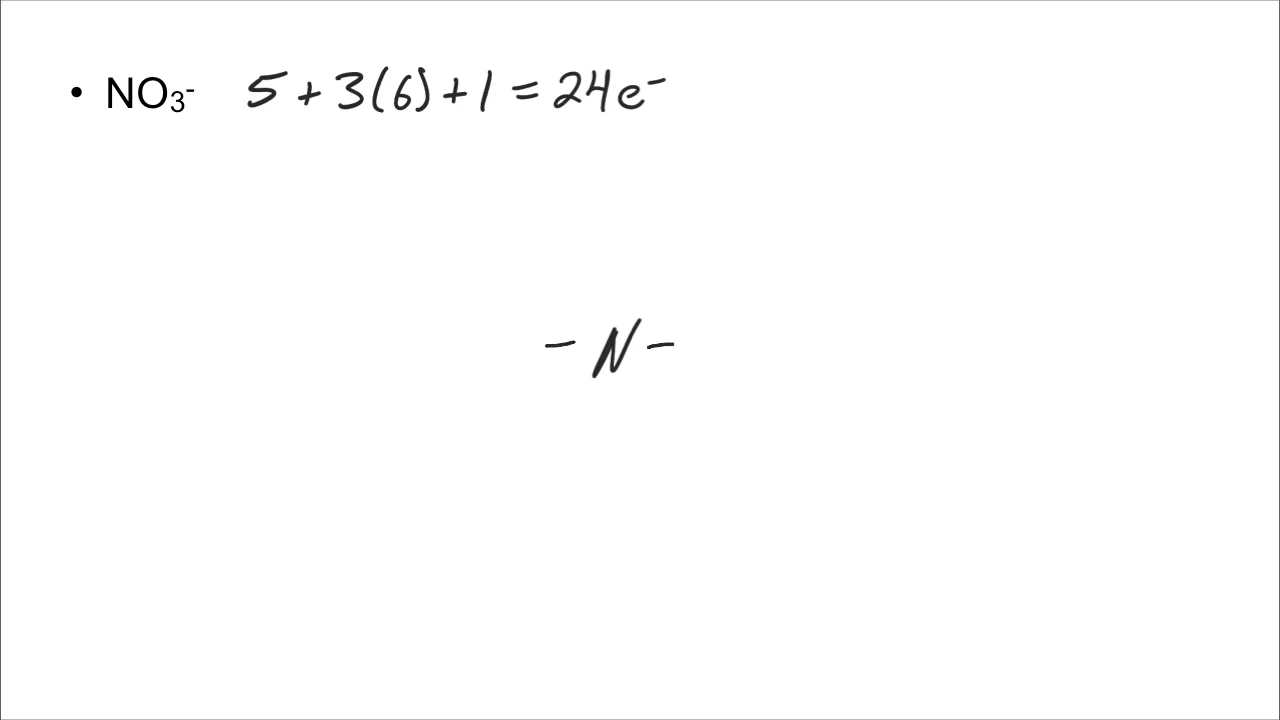 • NO₃⁻ 5 + 3(6) + 1 = 24e⁻
- N -